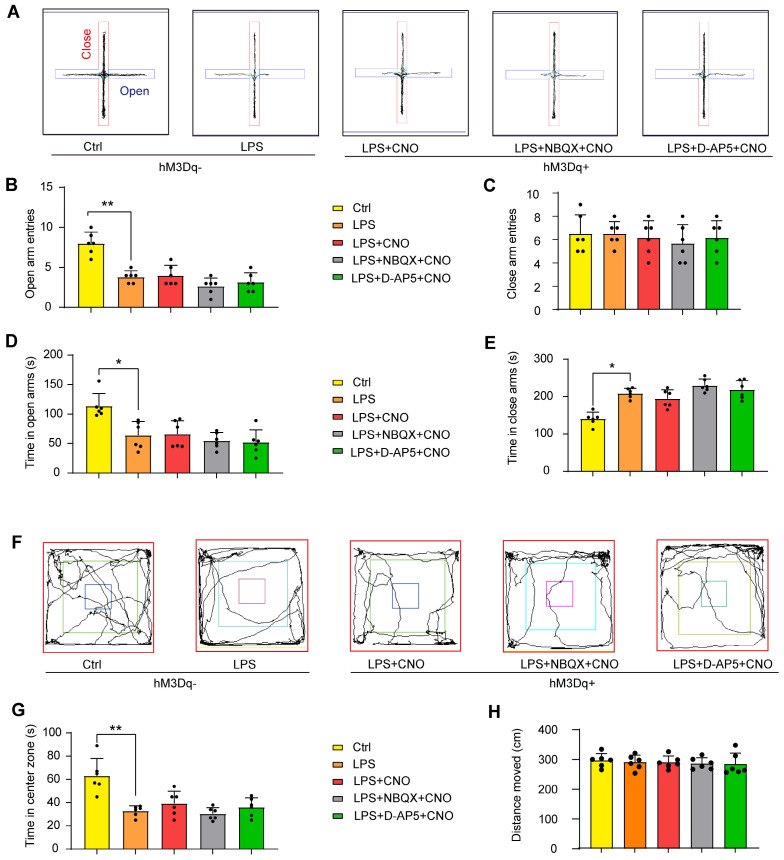 A
Close
Open
Ctrl
LPS
LPS+CNO
LPS+NBQX+CNO
LPS+D-AP5+CNO
hM3Dq-
hM3Dq+
B
Open arm entries
15
10
5
0
**
Ctrl
LPS
LPS+CNO
LPS+NBQX+CNO
LPS+D-AP5+CNO
C
Close arm entries
10
8
6
4
2
0
D
Time in open arms (s)
200
150
100
50
0
*
Ctrl
LPS
LPS+CNO
LPS+NBQX+CNO
LPS+D-AP5+CNO
E
Time in close arms (s)
300
200
100
0
*
F
Ctrl
LPS
LPS+CNO
LPS+NBQX+CNO
LPS+D-AP5+CNO
hM3Dq-
hM3Dq+
G
Time in center zone (s)
100
80
60
40
20
0
**
Ctrl
LPS
LPS+CNO
LPS+NBQX+CNO
LPS+D-AP5+CNO
H
Distance moved (cm)
400
300
200
100
0